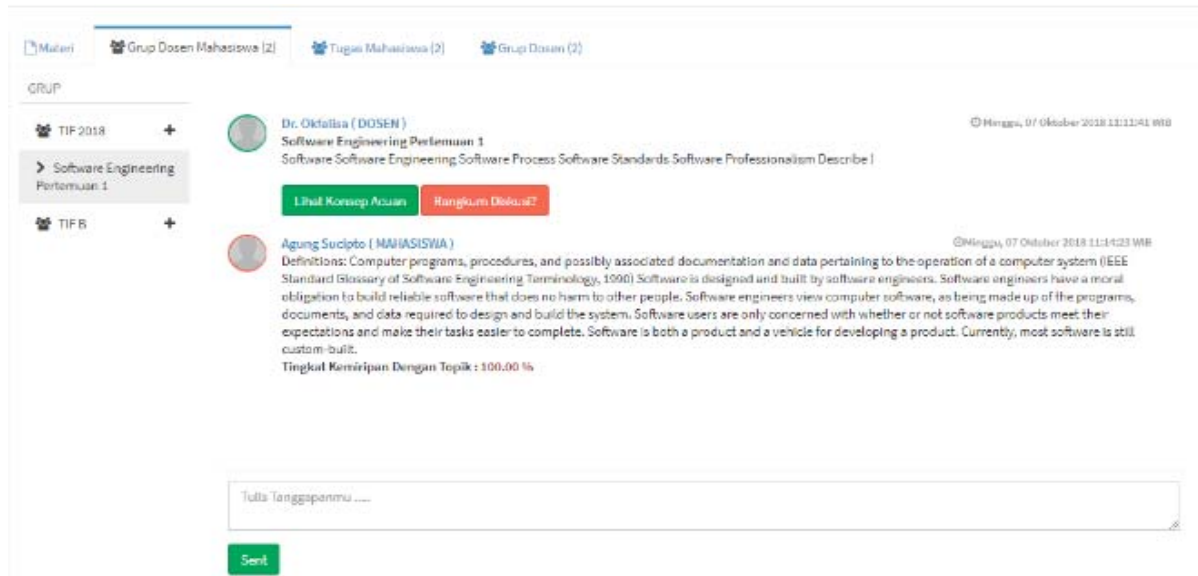 Materi
Grup Dosen Mahasiswa (2)
Tugas Mahasiswa (2)
Grup Dosen (2)
GRUP
TIF 2018 +
Software Engineering
Pertemuan 1
TIF B +
Dr. Oktalisa ( DOSEN )
Minggu, 07 Oktober 2018 11:11:41 WIB
Software Engineering Pertemuan 1
Software Software Engineering Software Process Software Standards Software Professionalism Describe I
Lihat Konsep Acuan
Rangkum Diskusi?
Agung Sucipto ( MAHASISWA )
Minggu, 07 Oktober 2018 11:14:23 WIB
Definitions: Computer programs, procedures, and possibly associated documentation and data pertaining to the operation of a computer system (IEEE
Standard Glossary of Software Engineering Terminology, 1990) Software is designed and built by software engineers. Software engineers have a moral
obligation to build reliable software that does no harm to other people. Software engineers view computer software, as being made up of the programs,
documents, and data required to design and build the system. Software users are only concerned with whether or not software products meet their
expectations and make their tasks easier to complete. Software is both a product and a vehicle for developing a product. Currently, most software is still
custom-built.
Tingkat Kemiripan Dengan Topik : 100.00 %
Tulis Tanggapanmu .....
Sent